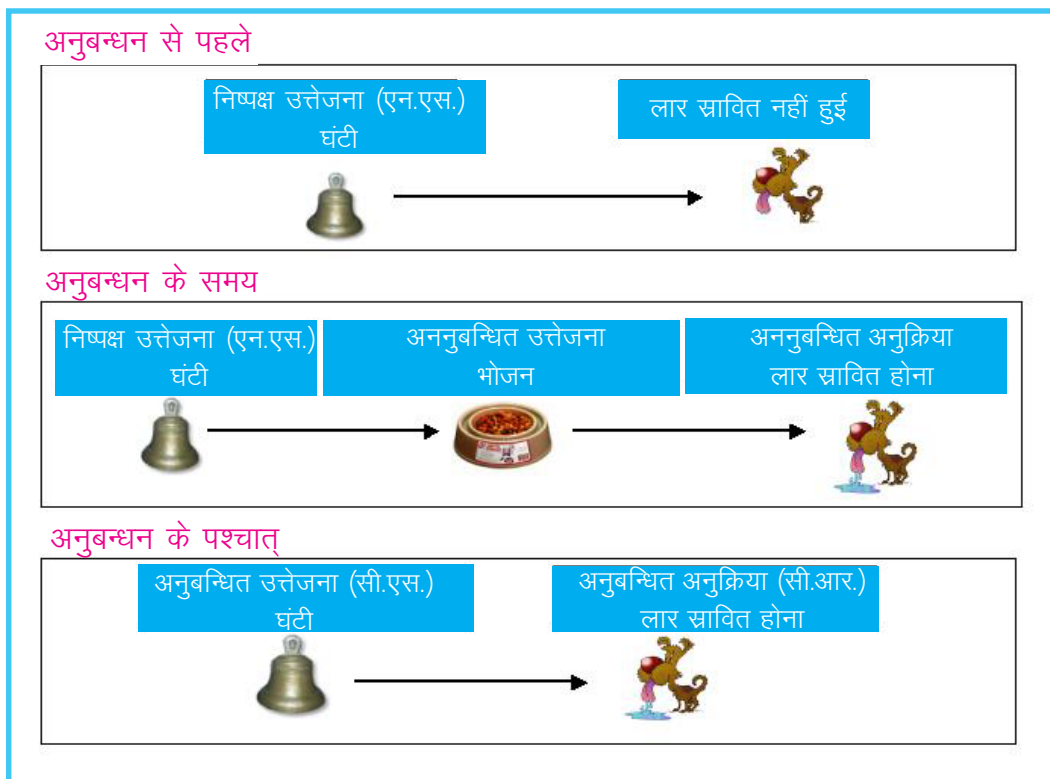 अनुबन्धन से पहले
निष्पक्ष उत्तेजना (एन.एस.)
घंटी
लार स्रावित नहीं हुई
अनुबन्धन के समय
निष्पक्ष उत्तेजना (एन.एस.)
घंटी
अननुबन्धित उत्तेजना
भोजन
अननुबन्धित अनुक्रिया
लार स्रावित होना
अनुबन्धन के पश्चात्
अनुबन्धित उत्तेजना (सी.एस.)
घंटी
अनुबन्धित अनुक्रिया (सी.आर.)
लार स्रावित होना